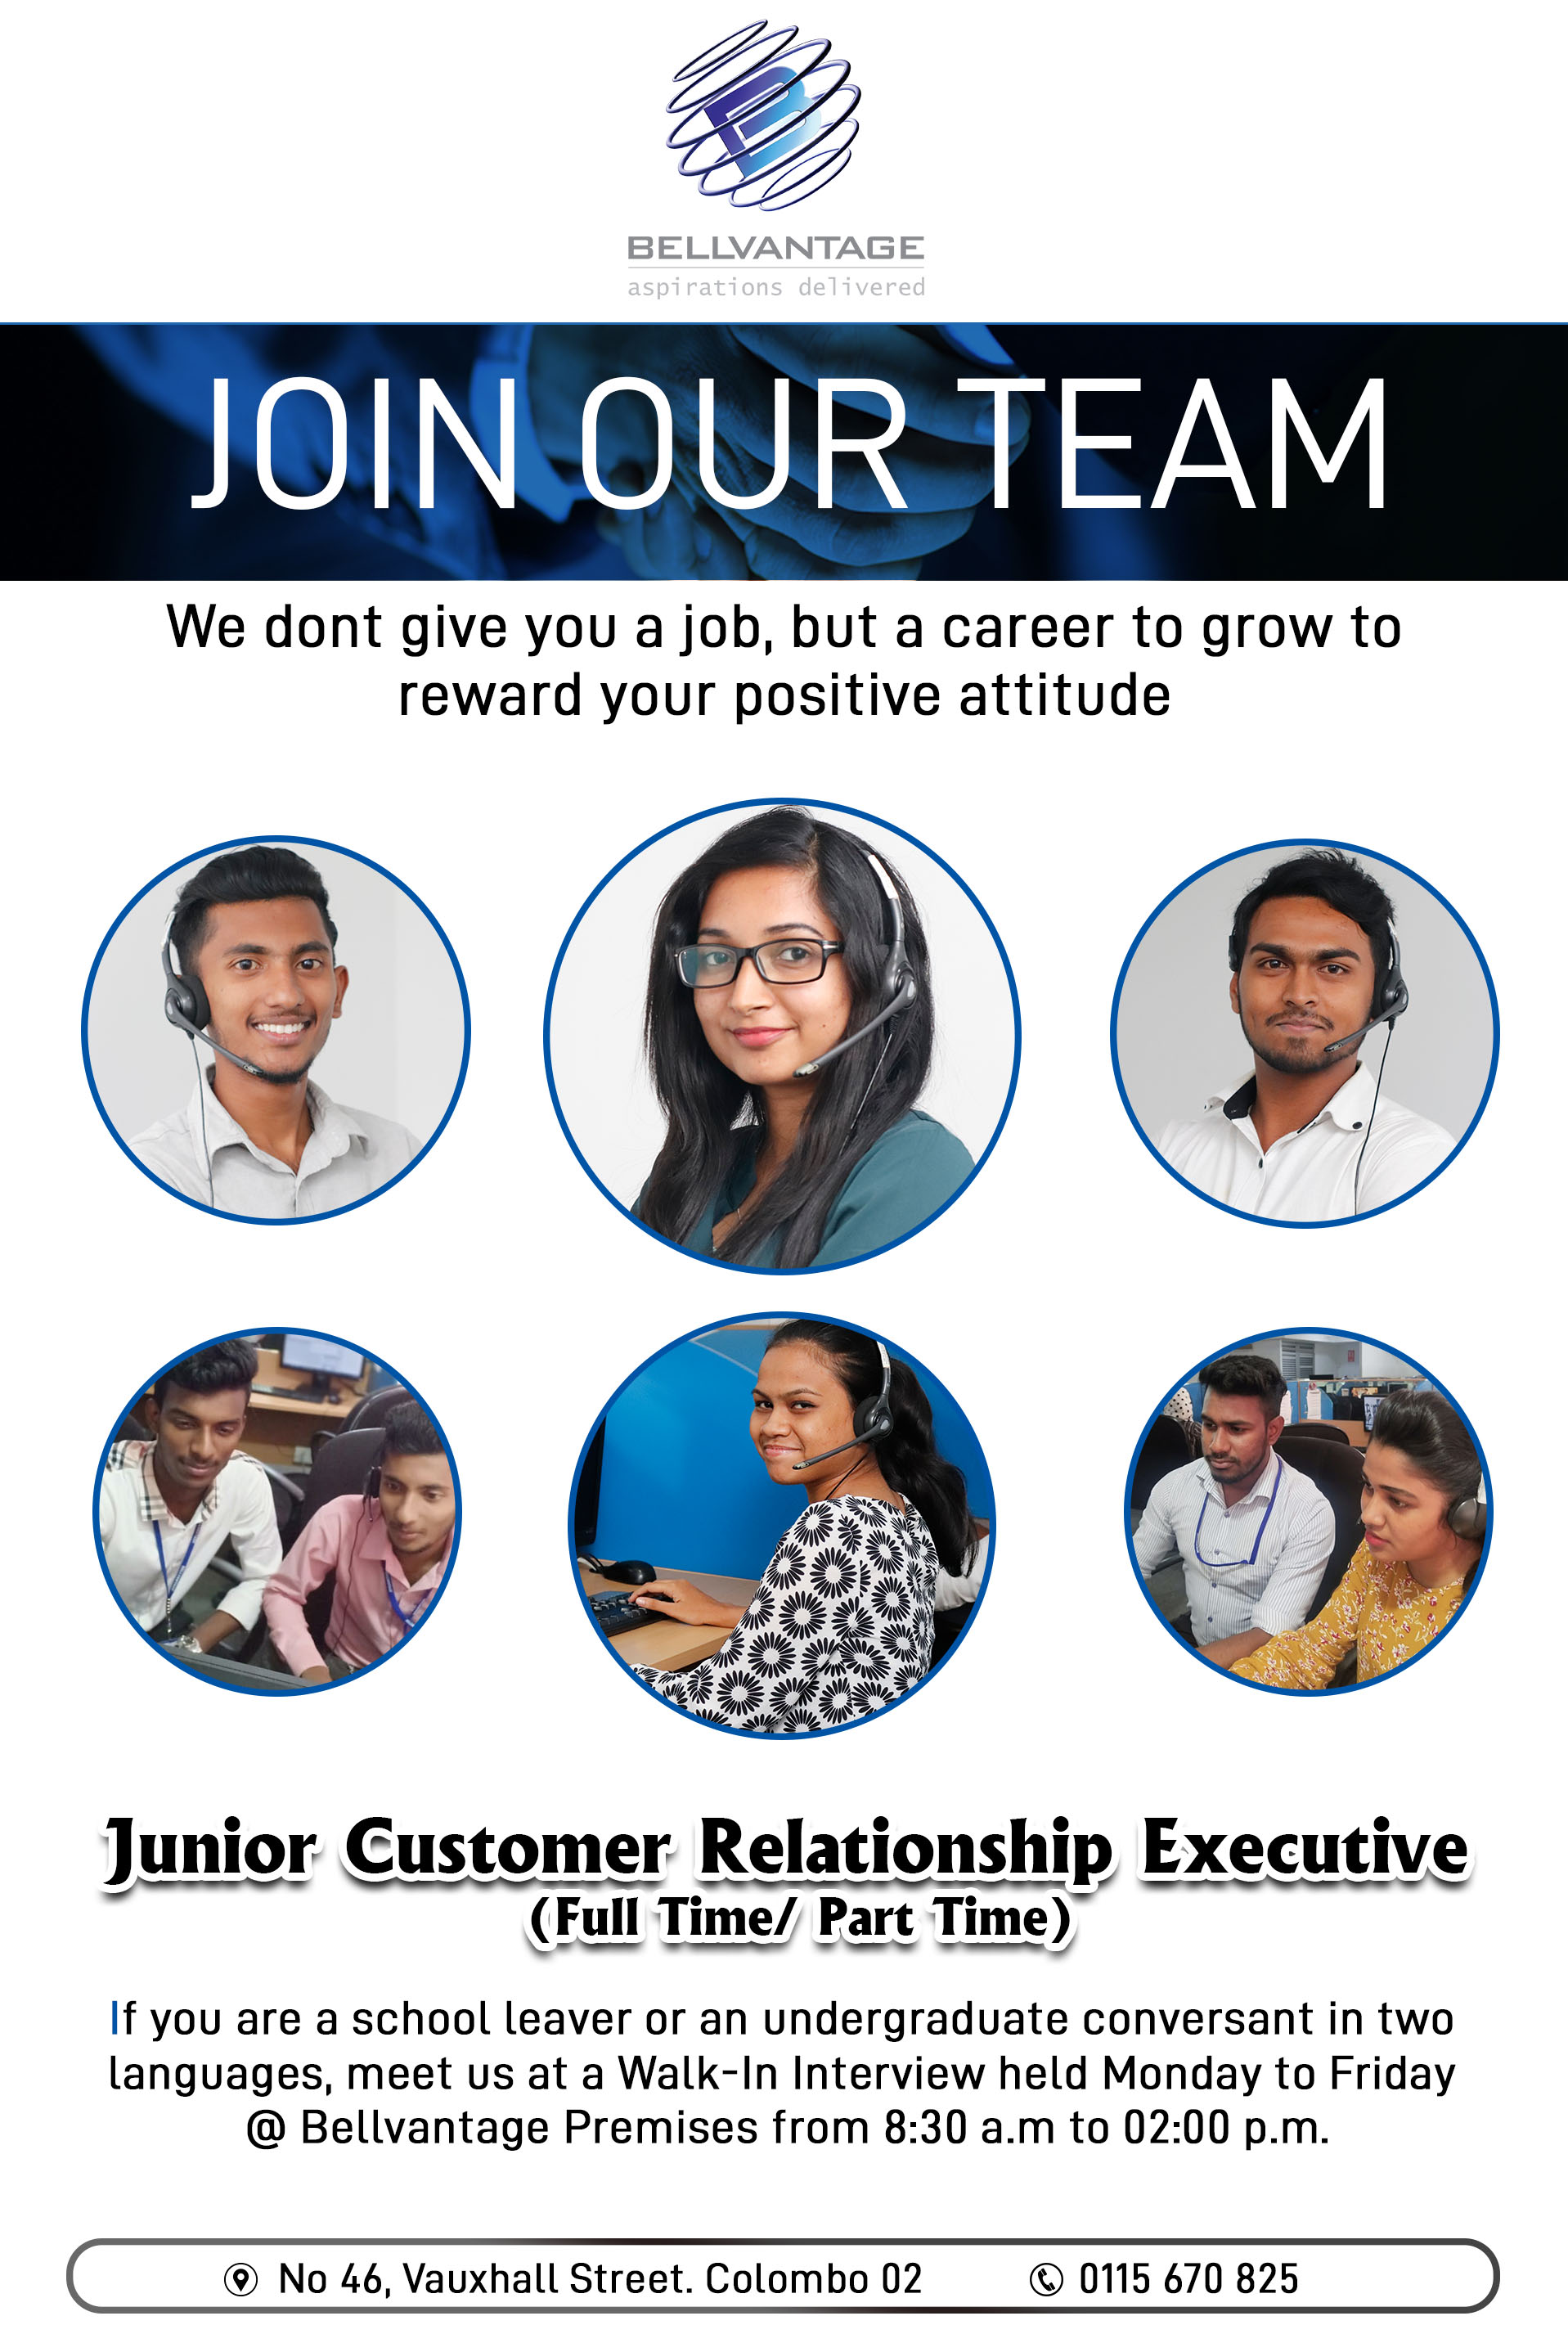 B
BELLVANTAGE
aspirations delivered
JOIN OUR TEAM
We dont give you a job, but a career to grow to
reward your positive attitude
Junior Customer Relationship Executive
(Full Time/ Part Time)
If you are a school leaver or an undergraduate conversant in two
languages, meet us at a Walk-In Interview held Monday to Friday
@ Bellvantage Premises from 8:30 a.m to 02:00 p.m.
No 46, Vauxhall Street. Colombo 02
0115 670 825